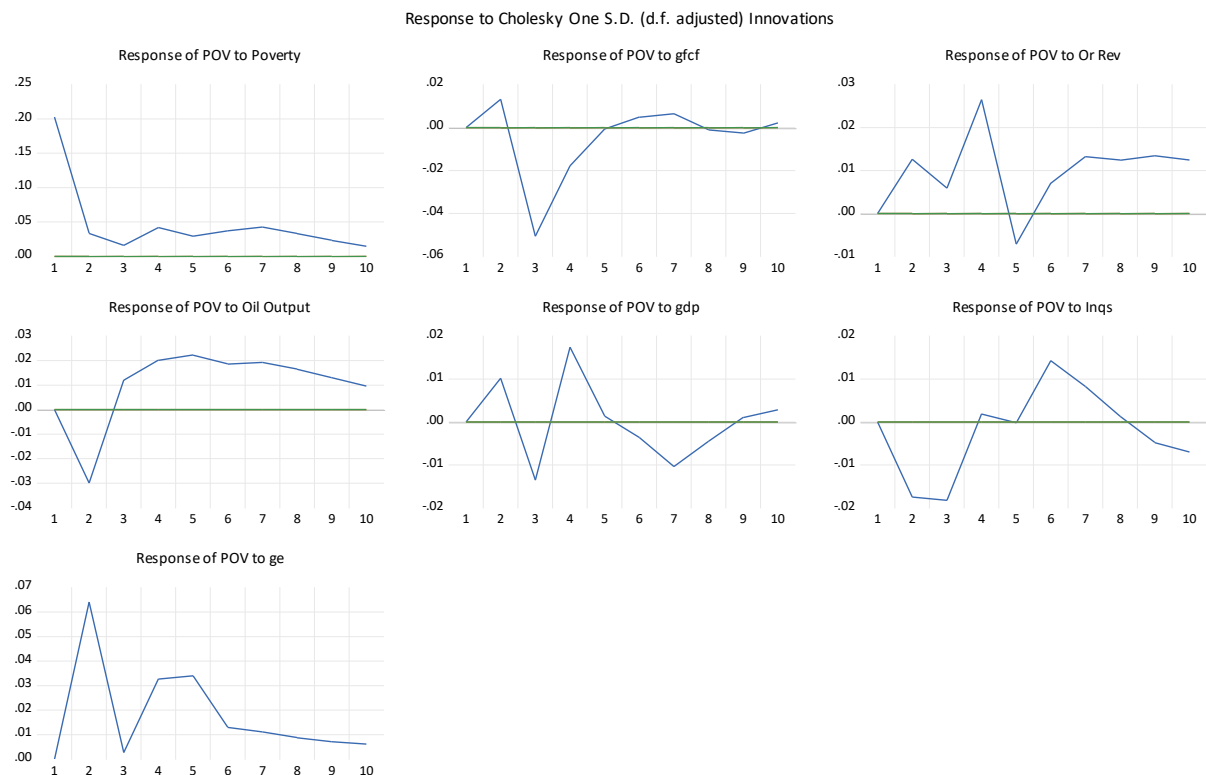 Response to Cholesky One S.D. (d.f. adjusted) Innovations
Response of POV to Poverty
.25
.20
.15
.10
.05
.00
1 2 3 4 5 6 7 8 9 10
Response of POV to gfcf
.02
.00
-.02
-.04
-.06
1 2 3 4 5 6 7 8 9 10
Response of POV to Or Rev
.03
.02
.01
.00
-.01
1 2 3 4 5 6 7 8 9 10
Response of POV to Oil Output
.03
.02
.01
.00
-.01
-.02
-.03
-.04
1 2 3 4 5 6 7 8 9 10
Response of POV to gdp
.02
.01
.00
-.01
-.02
1 2 3 4 5 6 7 8 9 10
Response of POV to Inqs
.02
.01
.00
-.01
-.02
1 2 3 4 5 6 7 8 9 10
Response of POV to ge
.07
.06
.05
.04
.03
.02
.01
.00
1 2 3 4 5 6 7 8 9 10